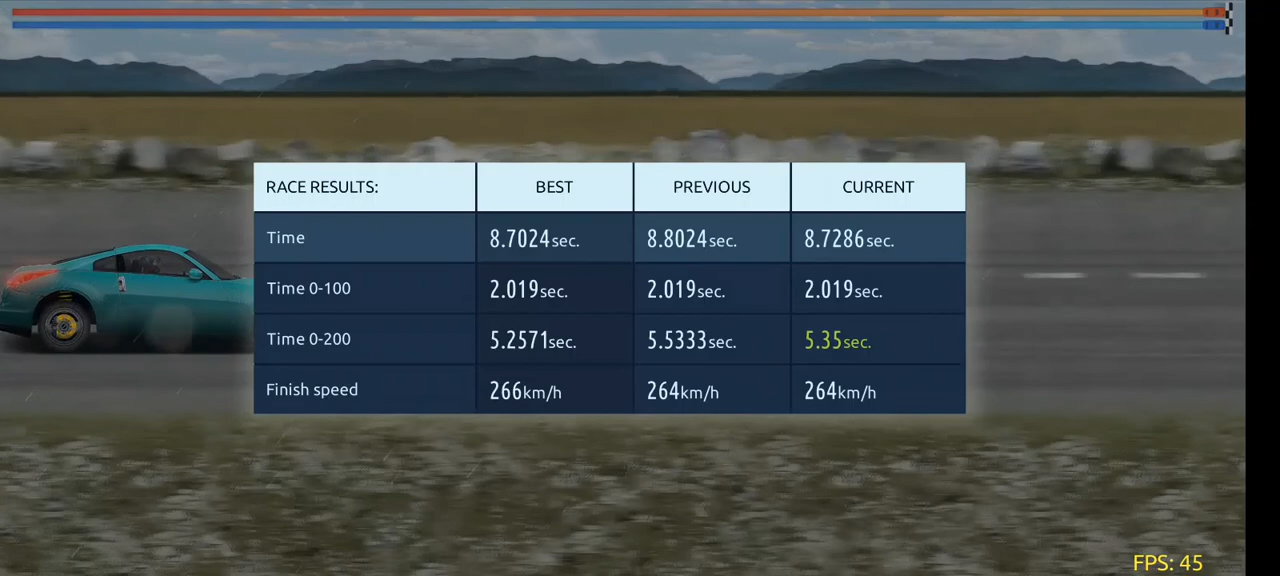 RACE RESULTS: BEST PREVIOUS CURRENT
Time 8.7024sec. 8.8024sec. 8.7286sec.
Time 0-100 2.019sec. 2.019sec. 2.019sec.
Time 0-200 5.2571sec. 5.5333sec. 5.35sec.
Finish speed 266km/h 264km/h 264km/h
FPS: 45